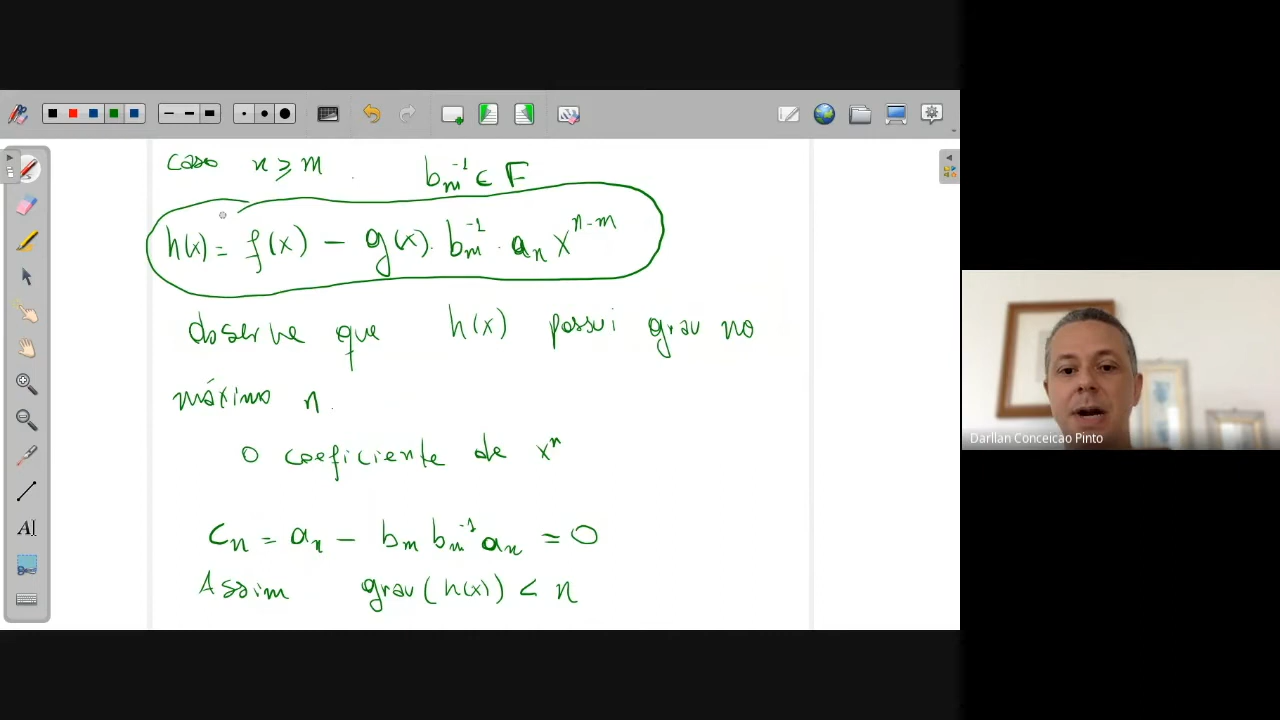 caso n ⩾ m . b_m^{-1} ∈ F
h(x) = f(x) − g(x) · b_m^{-1} · a_n x^{n-m}
observe que h(x) possui grau no
máximo n.
O coeficiente de x^n
C_n = a_n − b_m b_m^{-1} a_n = 0
Assim grau(h(x)) < n
Darllan Conceicao Pinto